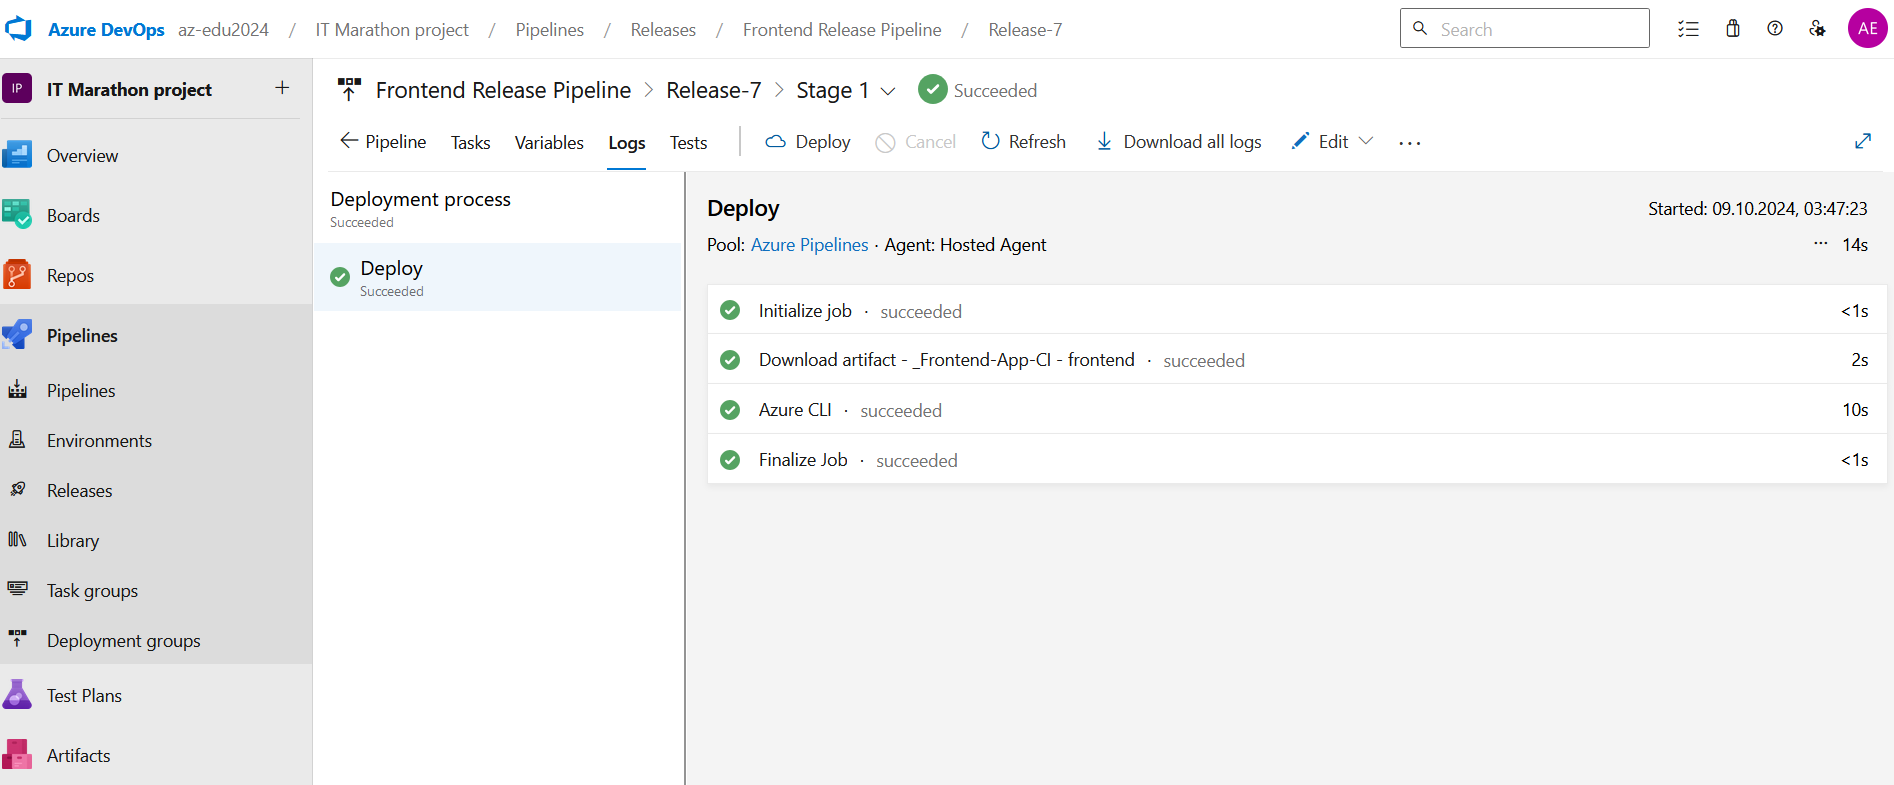 Azure DevOps az-edu2024 / IT Marathon project / Pipelines / Releases / Frontend Release Pipeline / Release-7
Search
AE
IP IT Marathon project +
Overview
Boards
Repos
Pipelines
Pipelines
Environments
Releases
Library
Task groups
Deployment groups
Test Plans
Artifacts
Frontend Release Pipeline > Release-7 > Stage 1 Succeeded
Pipeline Tasks Variables Logs Tests Deploy Cancel Refresh Download all logs Edit ...
Deployment process
Succeeded
Deploy
Succeeded
Deploy Started: 09.10.2024, 03:47:23
Pool: Azure Pipelines · Agent: Hosted Agent ... 14s
Initialize job · succeeded <1s
Download artifact - _Frontend-App-CI - frontend · succeeded 2s
Azure CLI · succeeded 10s
Finalize Job · succeeded <1s